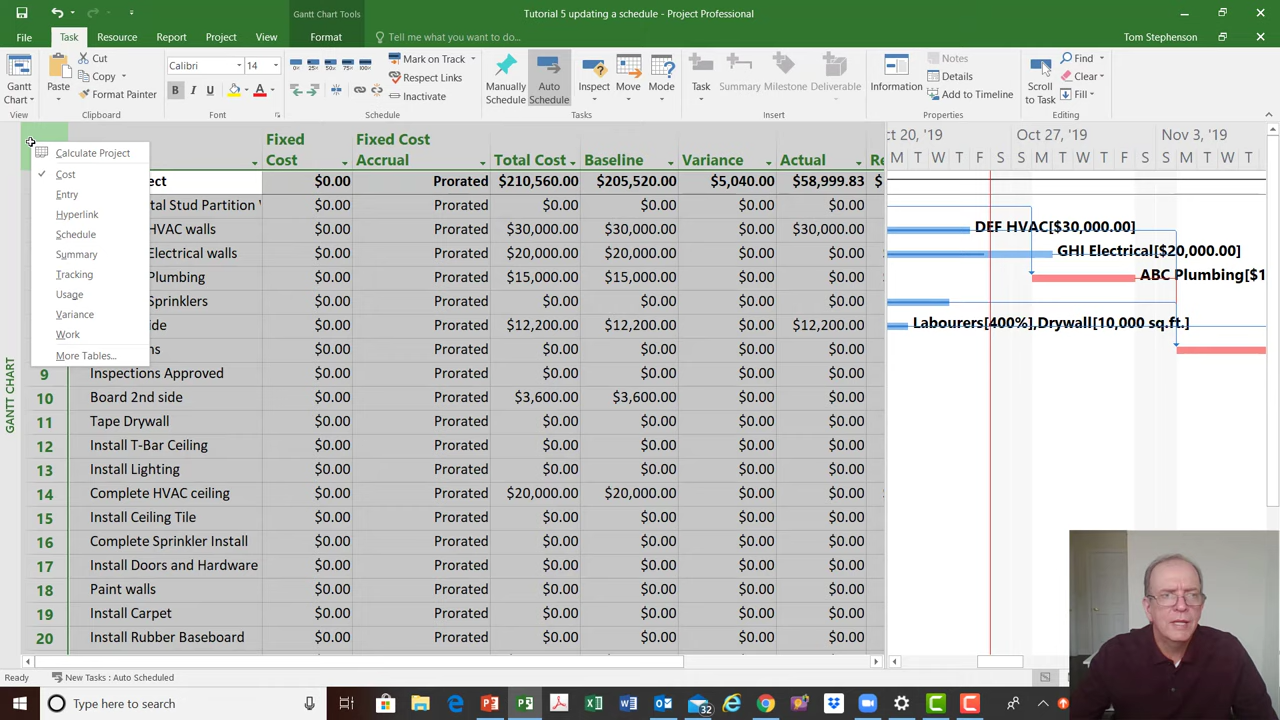 Gantt Chart Tools
Tutorial 5 updating a schedule - Project Professional
File Task Resource Report Project View Format Tell me what you want to do... Tom Stephenson
Gantt Chart
View
Paste
Cut
Copy
Format Painter
Clipboard
Calibri 14
B I U A
Font
0% 25% 50% 75% 100%
Mark on Track
Respect Links
Inactivate
Schedule
Manually Schedule
Auto Schedule
Inspect
Move
Mode
Tasks
Task
Summary
Milestone
Deliverable
Insert
Information
Notes
Details
Add to Timeline
Properties
Scroll to Task
Find
Clear
Fill
Editing
Calculate Project
Cost
Entry
Hyperlink
Schedule
Summary
Tracking
Usage
Variance
Work
More Tables...
GANTT CHART
Fixed Cost Fixed Cost Accrual Total Cost Baseline Variance Actual
ect $0.00 Prorated $210,560.00 $205,520.00 $5,040.00 $58,999.83 $
tal Stud Partition $0.00 Prorated $0.00 $0.00 $0.00 $0.00
HVAC walls $0.00 Prorated $30,000.00 $30,000.00 $0.00 $30,000.00
Electrical walls $0.00 Prorated $20,000.00 $20,000.00 $0.00 $0.00
Plumbing $0.00 Prorated $15,000.00 $15,000.00 $0.00 $0.00
Sprinklers $0.00 Prorated $0.00 $0.00 $0.00 $0.00
ide $0.00 Prorated $12,200.00 $12,200.00 $0.00 $12,200.00
ns $0.00 Prorated $0.00 $0.00 $0.00 $0.00
9 Inspections Approved $0.00 Prorated $0.00 $0.00 $0.00 $0.00
10 Board 2nd side $0.00 Prorated $3,600.00 $3,600.00 $0.00 $0.00
11 Tape Drywall $0.00 Prorated $0.00 $0.00 $0.00 $0.00
12 Install T-Bar Ceiling $0.00 Prorated $0.00 $0.00 $0.00 $0.00
13 Install Lighting $0.00 Prorated $0.00 $0.00 $0.00 $0.00
14 Complete HVAC ceiling $0.00 Prorated $20,000.00 $20,000.00 $0.00 $0.00
15 Install Ceiling Tile $0.00 Prorated $0.00 $0.00 $0.00 $0.00
16 Complete Sprinkler Install $0.00 Prorated $0.00 $0.00 $0.00 $0.00
17 Install Doors and Hardware $0.00 Prorated $0.00 $0.00 $0.00 $0.00
18 Paint walls $0.00 Prorated $0.00 $0.00 $0.00 $0.00
19 Install Carpet $0.00 Prorated $0.00 $0.00 $0.00 $0.00
20 Install Rubber Baseboard $0.00 Prorated $0.00 $0.00 $0.00 $0.00
ct 20, '19 Oct 27, '19 Nov 3, '19
M T W T F S S M T W T F S S M T W T
DEF HVAC[$30,000.00]
GHI Electrical[$20,000.00]
ABC Plumbing[$1
Labourers[400%],Drywall[10,000 sq.ft.]
Ready New Tasks : Auto Scheduled
Type here to search
32